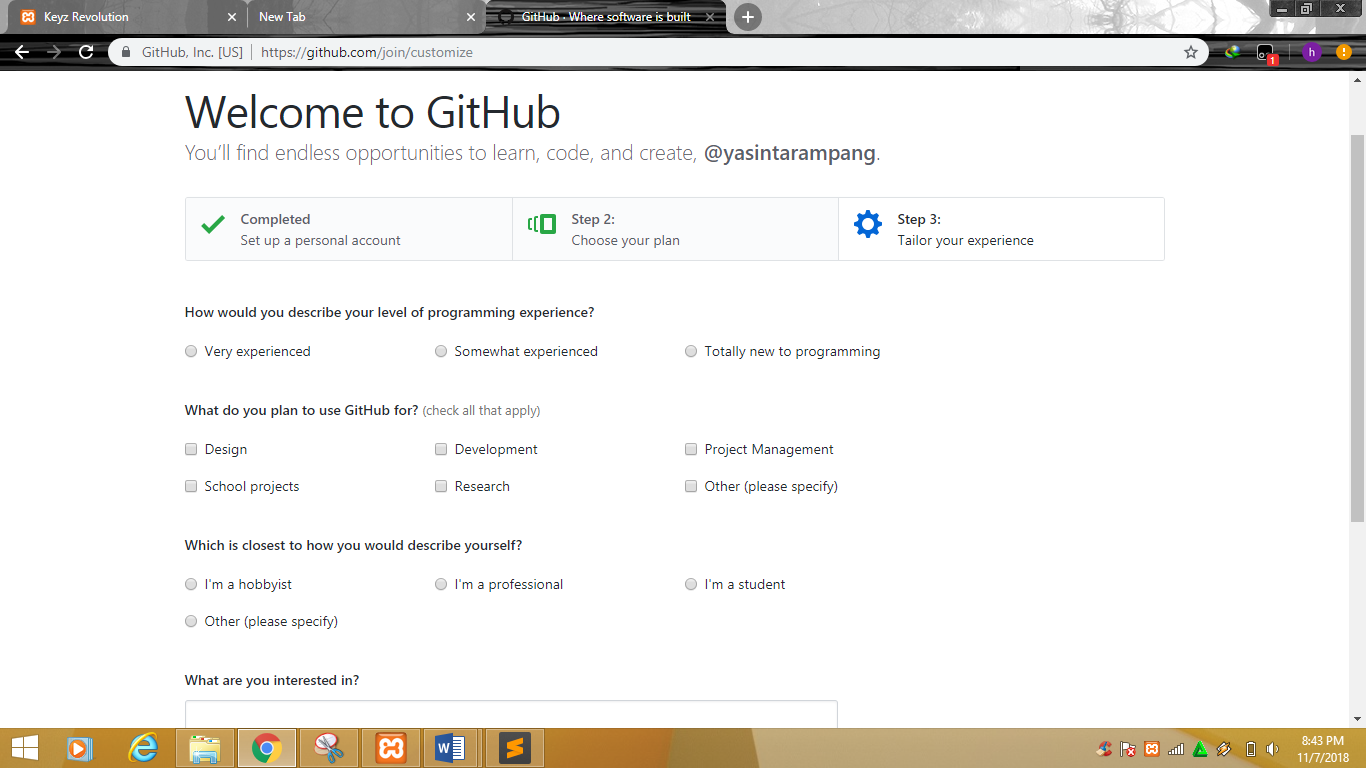 Keyz Revolution
New Tab
GitHub · Where software is built
GitHub, Inc. [US] https://github.com/join/customize
h
1
Welcome to GitHub
You'll find endless opportunities to learn, code, and create, @yasintarampang.
Completed
Set up a personal account
Step 2:
Choose your plan
Step 3:
Tailor your experience
How would you describe your level of programming experience?
Very experienced
Somewhat experienced
Totally new to programming
What do you plan to use GitHub for? (check all that apply)
Design
Development
Project Management
School projects
Research
Other (please specify)
Which is closest to how you would describe yourself?
I'm a hobbyist
I'm a professional
I'm a student
Other (please specify)
What are you interested in?
8:43 PM
11/7/2018